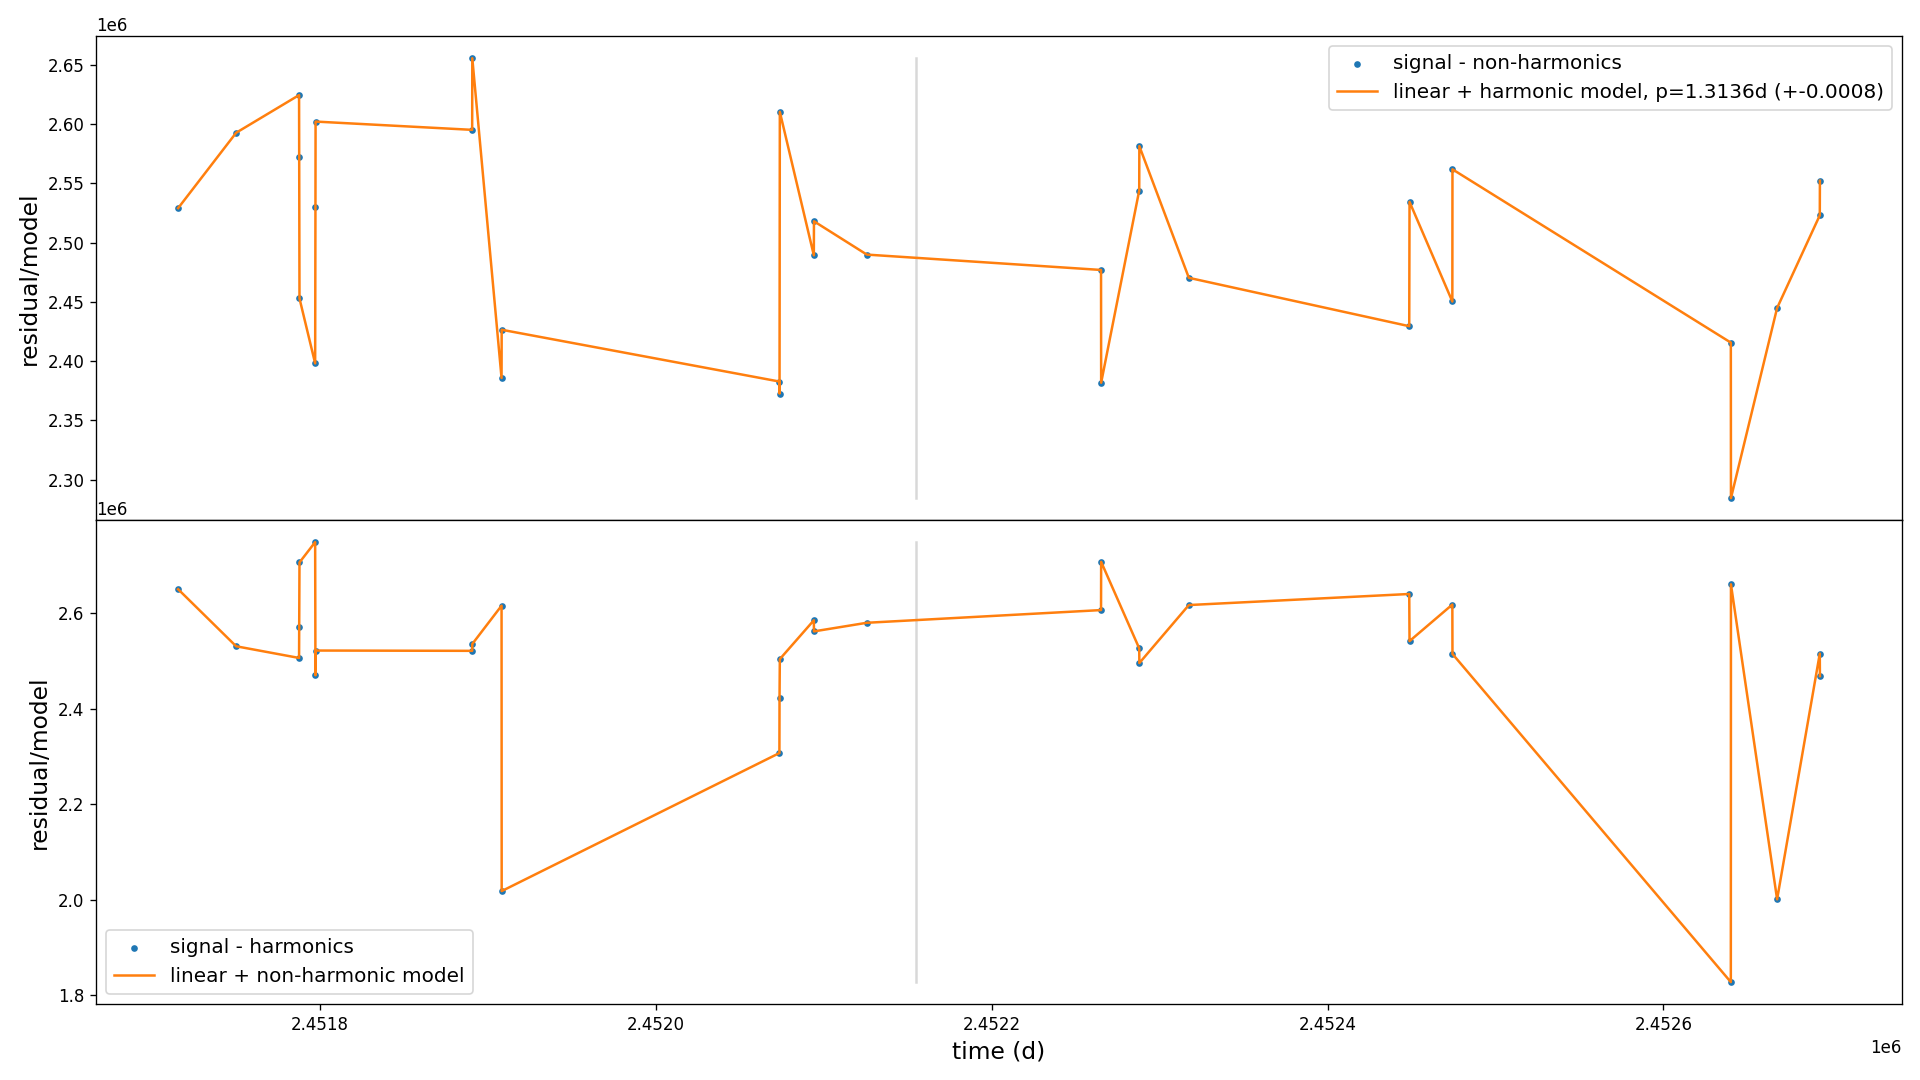 1e6
2.65
2.60
2.55
2.50
2.45
2.40
2.35
2.30
residual/model
signal - non-harmonics
linear + harmonic model, p=1.3136d (+-0.0008)
1e6
2.6
2.4
2.2
2.0
1.8
residual/model
signal - harmonics
linear + non-harmonic model
2.4518 2.4520 2.4522 2.4524 2.4526
1e6
time (d)